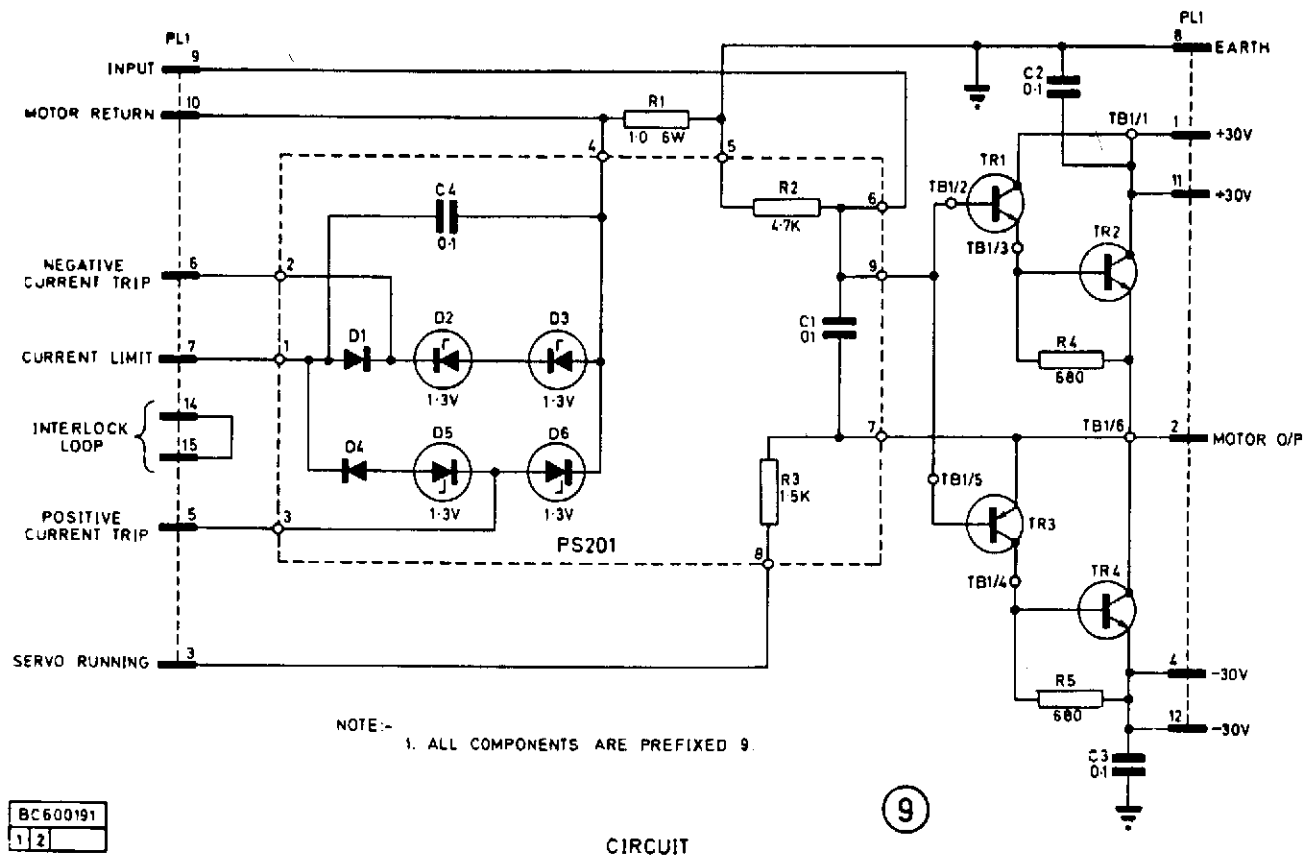 PL1
9
INPUT
10
MOTOR RETURN
R1
1.0 6W
4
5
PL1
8
EARTH
C2
0·1
TB1/1
1
+30V
11
+30V
TR1
TB1/2
TB1/3
TR2
R4
680
C4
0·1
R2
4·7K
6
9
C1
01
NEGATIVE
CURRENT TRIP
6
2
CURRENT LIMIT
7
1
D1
D2
1·3V
D3
1·3V
INTERLOCK
LOOP
14
15
D4
D5
1·3V
D6
1·3V
POSITIVE
CURRENT TRIP
5
3
7
R3
1·5K
PS201
8
TB1/6
2
MOTOR O/P
TB1/5
TR3
TB1/4
TR4
R5
680
4
-30V
12
-30V
C3
0·1
SERVO RUNNING
3
NOTE:-
1. ALL COMPONENTS ARE PREFIXED 9.
9
BC600191
1 2
CIRCUIT